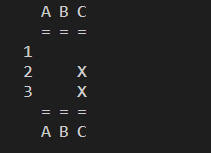 A B C
  = = =
1
2     X
3     X
  = = =
  A B C